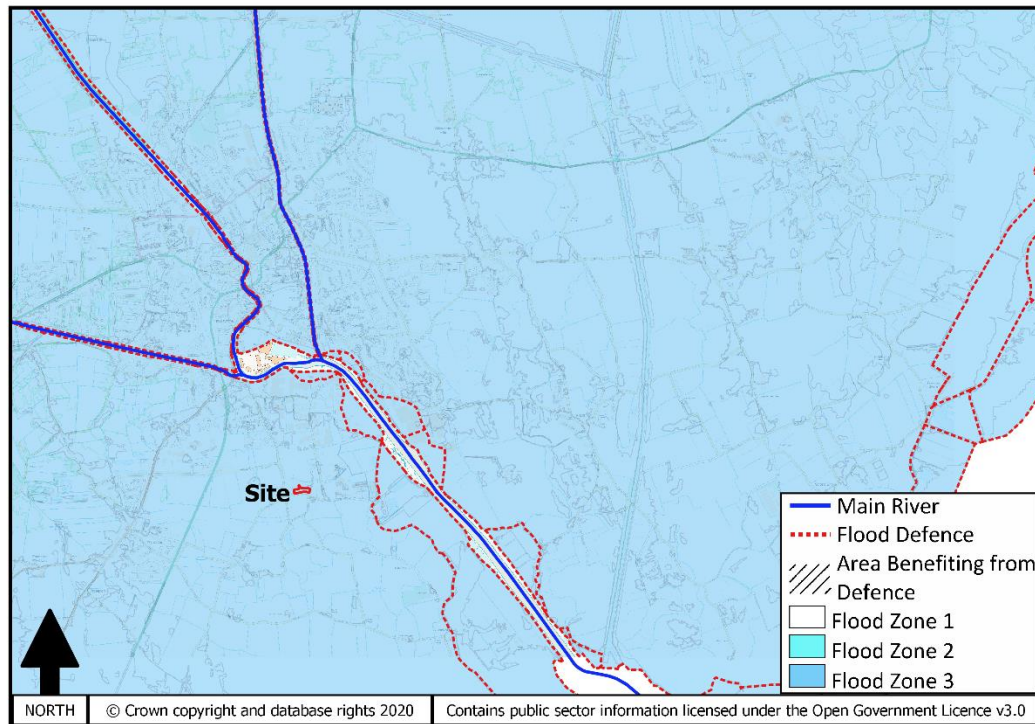 Site
Main River
Flood Defence
Area Benefiting from
Defence
Flood Zone 1
Flood Zone 2
Flood Zone 3
NORTH
© Crown copyright and database rights 2020
Contains public sector information licensed under the Open Government Licence v3.0